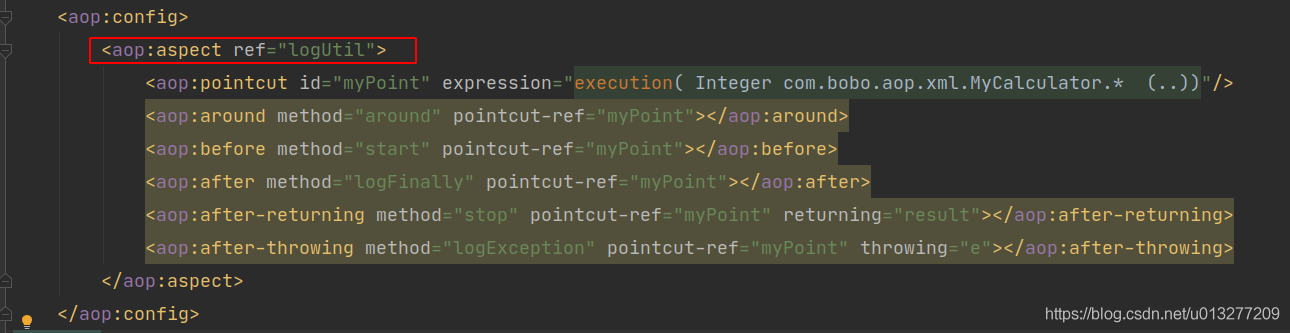 <aop:config>
<aop:aspect ref="logUtil">
<aop:pointcut id="myPoint" expression="execution( Integer com.bobo.aop.xml.MyCalculator.*  (..))"/>
<aop:around method="around" pointcut-ref="myPoint"></aop:around>
<aop:before method="start" pointcut-ref="myPoint"></aop:before>
<aop:after method="logFinally" pointcut-ref="myPoint"></aop:after>
<aop:after-returning method="stop" pointcut-ref="myPoint" returning="result"></aop:after-returning>
<aop:after-throwing method="logException" pointcut-ref="myPoint" throwing="e"></aop:after-throwing>
</aop:aspect>
</aop:config>
https://blog.csdn.net/u013277209